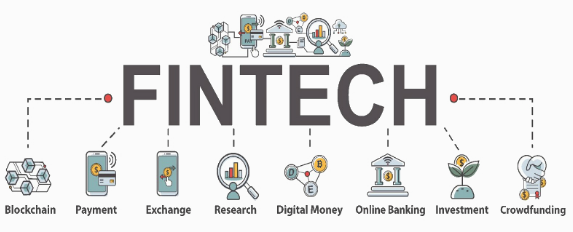 FINTECH
Blockchain Payment Exchange Research Digital Money Online Banking Investment Crowdfunding